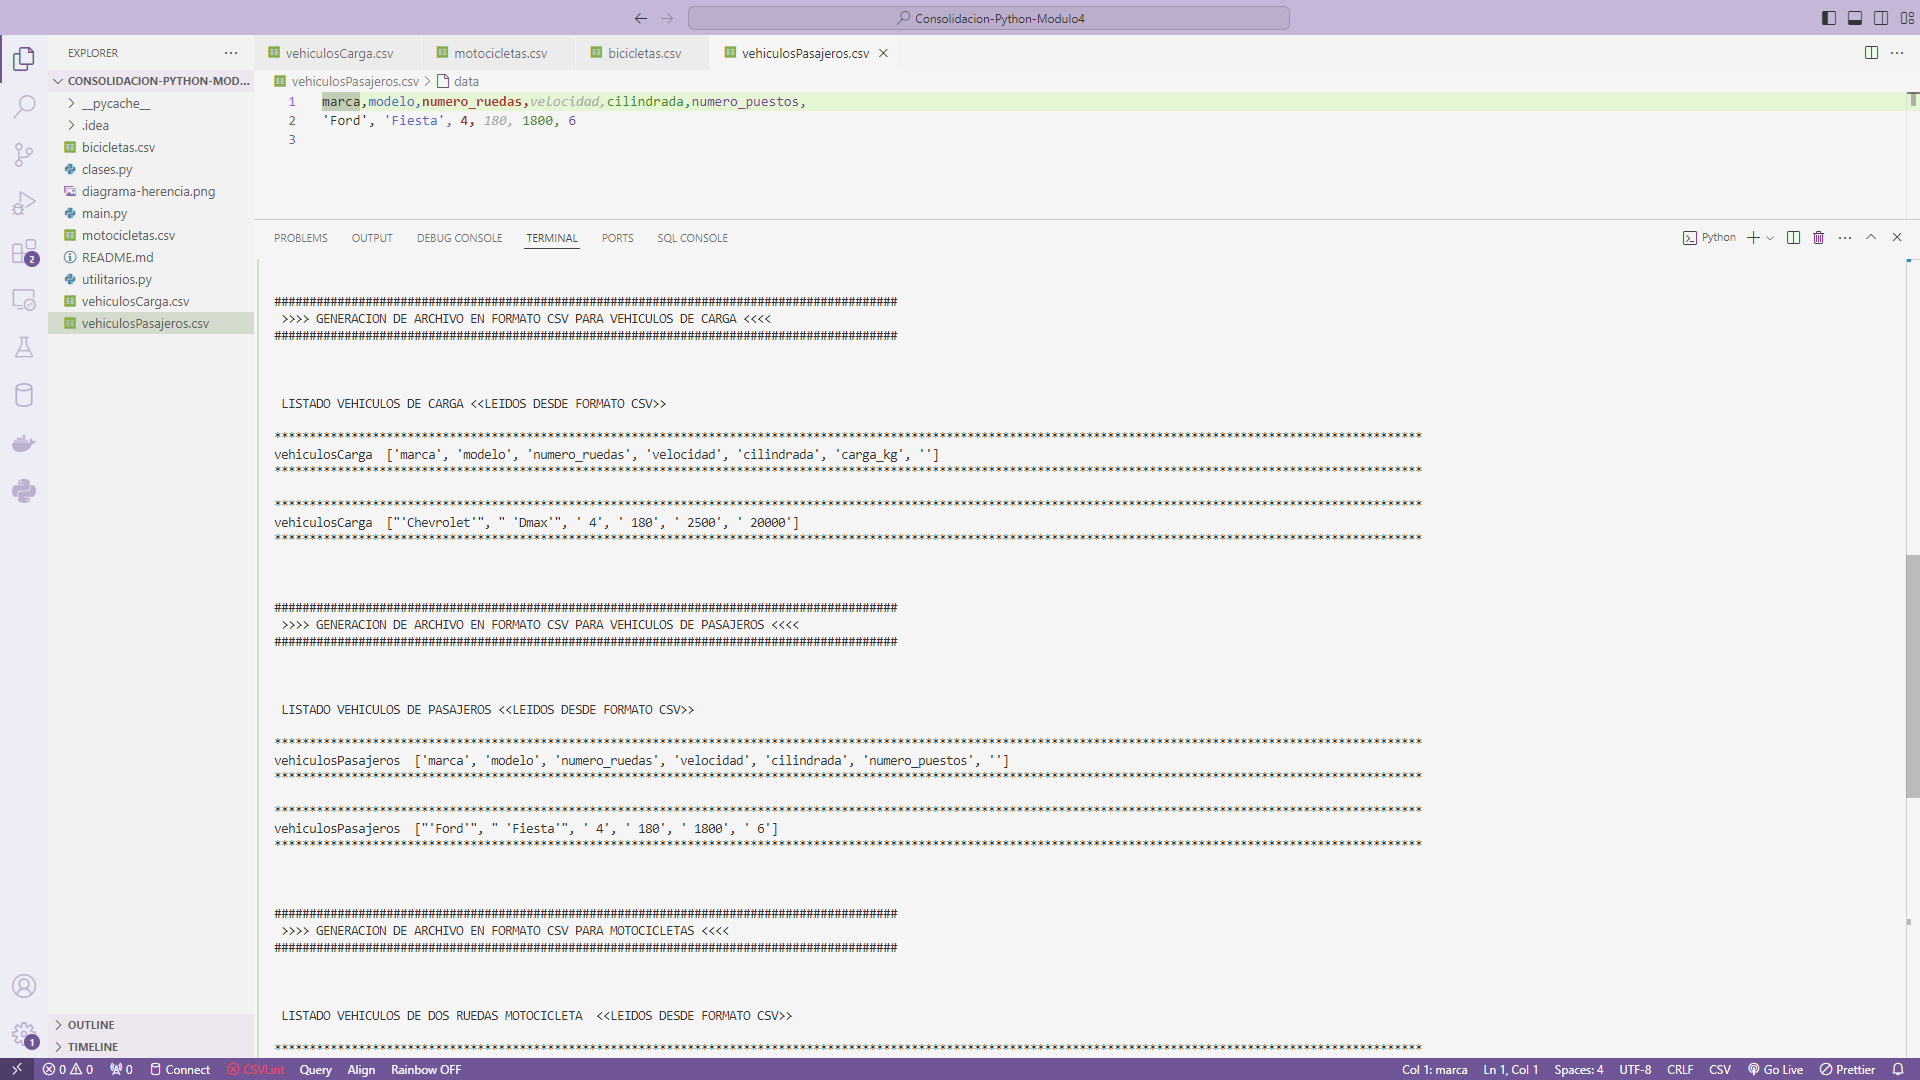 Consolidacion-Python-Modulo4
EXPLORER
CONSOLIDACION-PYTHON-MOD...
__pycache__
.idea
bicicletas.csv
clases.py
diagrama-herencia.png
main.py
motocicletas.csv
README.md
utilitarios.py
vehiculosCarga.csv
vehiculosPasajeros.csv
OUTLINE
TIMELINE
2
1
vehiculosCarga.csv
motocicletas.csv
bicicletas.csv
vehiculosPasajeros.csv
vehiculosPasajeros.csv > data
1 marca,modelo,numero_ruedas,velocidad,cilindrada,numero_puestos,
2 'Ford', 'Fiesta', 4, 180, 1800, 6
3
PROBLEMS OUTPUT DEBUG CONSOLE TERMINAL PORTS SQL CONSOLE
Python
#########################################################################################
>>>> GENERACION DE ARCHIVO EN FORMATO CSV PARA VEHICULOS DE CARGA <<<<
#########################################################################################
LISTADO VEHICULOS DE CARGA <<LEIDOS DESDE FORMATO CSV>>
********************************************************************************************************************************************************************
vehiculosCarga  ['marca', 'modelo', 'numero_ruedas', 'velocidad', 'cilindrada', 'carga_kg', '']
********************************************************************************************************************************************************************
********************************************************************************************************************************************************************
vehiculosCarga  ["'Chevrolet'", " 'Dmax'", ' 4', ' 180', ' 2500', ' 20000']
********************************************************************************************************************************************************************
#########################################################################################
>>>> GENERACION DE ARCHIVO EN FORMATO CSV PARA VEHICULOS DE PASAJEROS <<<<
#########################################################################################
LISTADO VEHICULOS DE PASAJEROS <<LEIDOS DESDE FORMATO CSV>>
********************************************************************************************************************************************************************
vehiculosPasajeros  ['marca', 'modelo', 'numero_ruedas', 'velocidad', 'cilindrada', 'numero_puestos', '']
********************************************************************************************************************************************************************
********************************************************************************************************************************************************************
vehiculosPasajeros  ["'Ford'", " 'Fiesta'", ' 4', ' 180', ' 1800', ' 6']
********************************************************************************************************************************************************************
#########################################################################################
>>>> GENERACION DE ARCHIVO EN FORMATO CSV PARA MOTOCICLETAS <<<<
#########################################################################################
LISTADO VEHICULOS DE DOS RUEDAS MOTOCICLETA  <<LEIDOS DESDE FORMATO CSV>>
********************************************************************************************************************************************************************
0 0 0 Connect CSVLint Query Align Rainbow OFF Col 1: marca Ln 1, Col 1 Spaces: 4 UTF-8 CRLF CSV Go Live Prettier